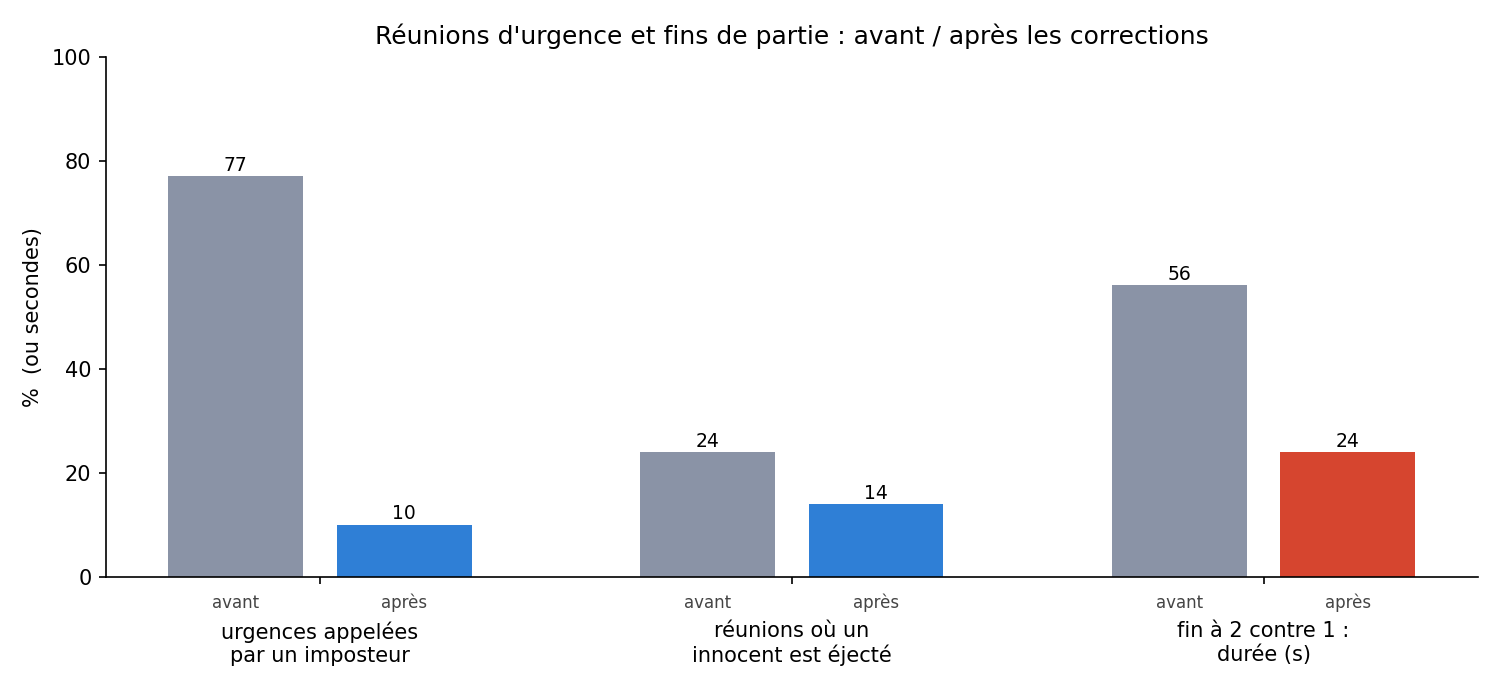 Réunions d'urgence et fins de partie : avant / après les corrections
% (ou secondes)
100
80
60
40
20
0
77
10
24
14
56
24
avant
après
avant
après
avant
après
urgences appelées
par un imposteur
réunions où un
innocent est éjecté
fin à 2 contre 1 :
durée (s)